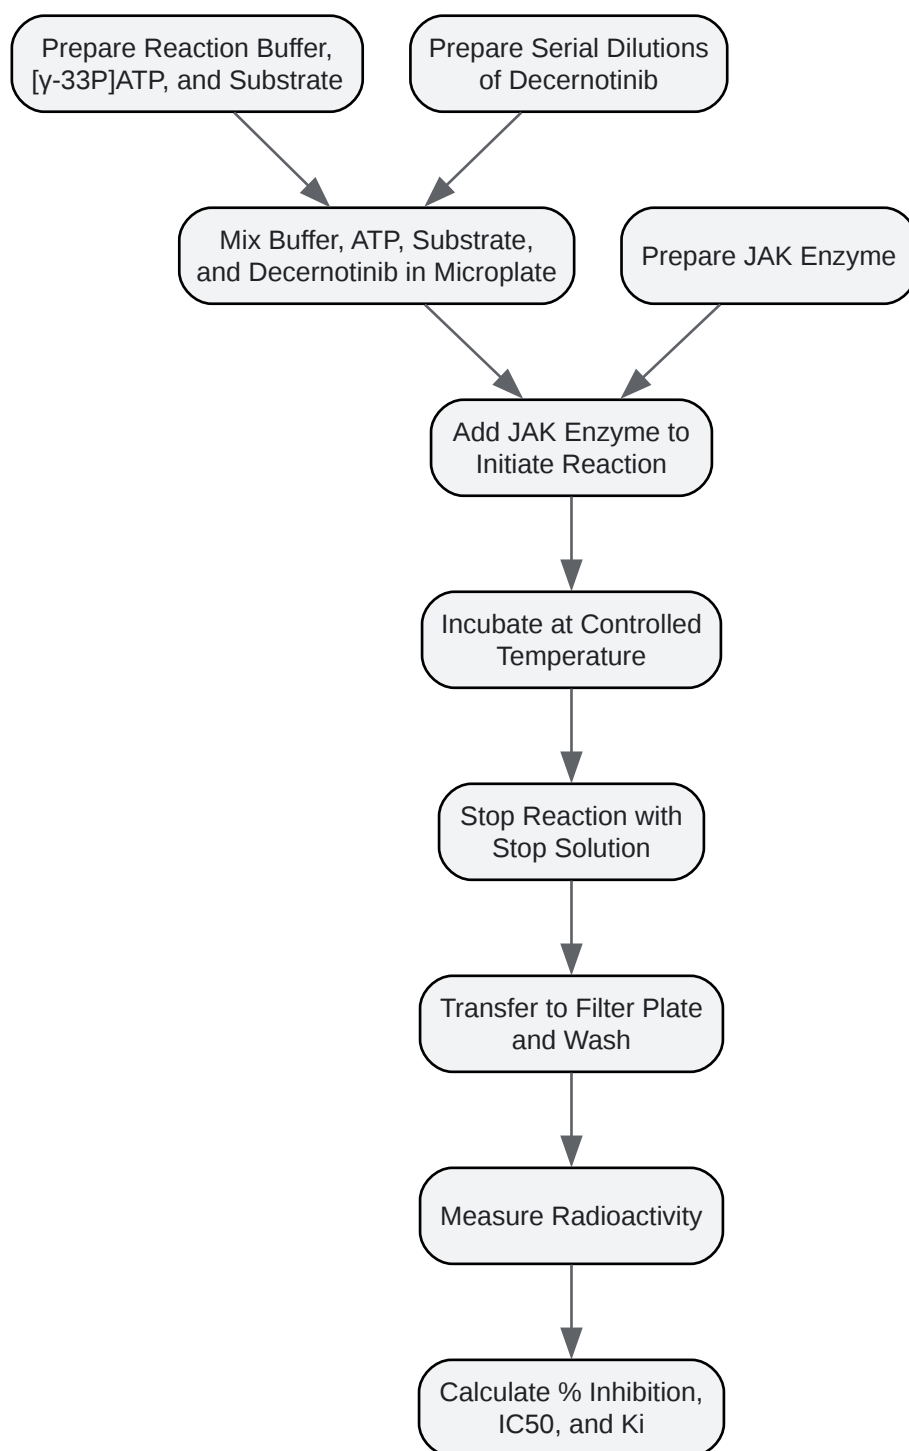 Prepare Reaction Buffer,
[γ-33P]ATP, and Substrate
Prepare Serial Dilutions
of Decernotinib
Mix Buffer, ATP, Substrate,
and Decernotinib in Microplate
Prepare JAK Enzyme
Add JAK Enzyme to
Initiate Reaction
Incubate at Controlled
Temperature
Stop Reaction with
Stop Solution
Transfer to Filter Plate
and Wash
Measure Radioactivity
Calculate % Inhibition,
IC50, and Ki